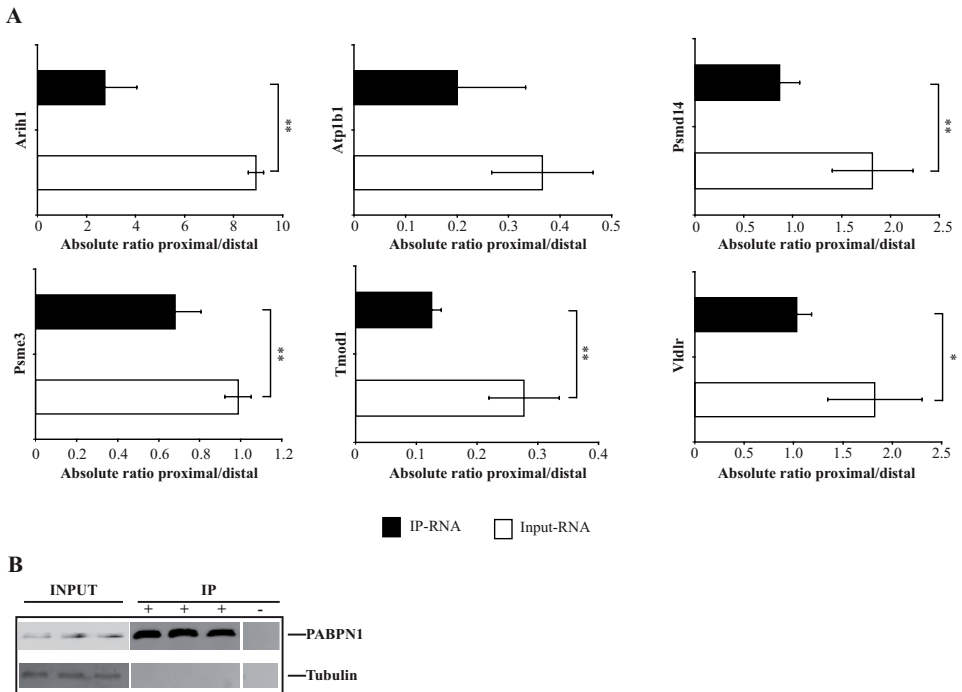 A
Arih1
0 2 4 6 8 10
Absolute ratio proximal/distal
**
Atp1b1
0 0.1 0.2 0.3 0.4 0.5
Absolute ratio proximal/distal
Psmd14
0 0.5 1.0 1.5 2.0 2.5
Absolute ratio proximal/distal
**
Psme3
0 0.2 0.4 0.6 0.8 1.0 1.2
Absolute ratio proximal/distal
**
Tmod1
0 0.1 0.2 0.3 0.4
Absolute ratio proximal/distal
**
Vldlr
0 0.5 1.0 1.5 2.0 2.5
Absolute ratio proximal/distal
*
IP-RNA Input-RNA
B
INPUT IP
+ + + -
PABPN1
Tubulin